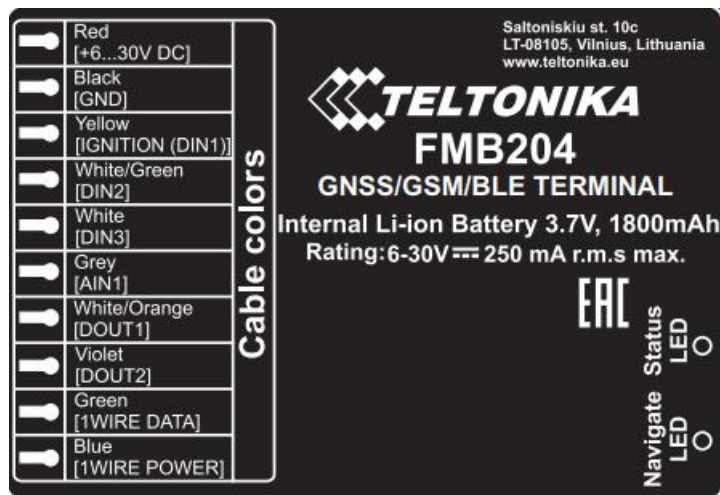 Red
[+6...30V DC]
Black
[GND]
Yellow
[IGNITION (DIN1)]
White/Green
[DIN2]
White
[DIN3]
Grey
[AIN1]
White/Orange
[DOUT1]
Violet
[DOUT2]
Green
[1WIRE DATA]
Blue
[1WIRE POWER]
Cable colors
Saltoniskiu st. 10c
LT-08105, Vilnius, Lithuania
www.teltonika.eu
TELTONIKA
FMB204
GNSS/GSM/BLE TERMINAL
Internal Li-ion Battery 3.7V, 1800mAh
Rating:6-30V⎓ 250 mA r.m.s max.
EAC
Status
LED
Navigate
LED